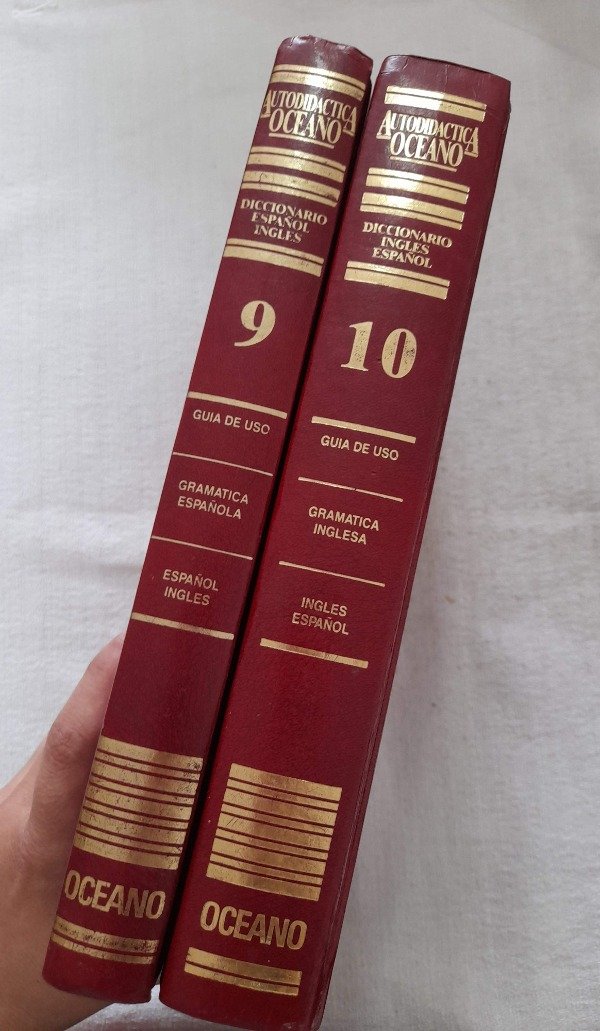 AUTODIDACTICA
OCEANO
DICCIONARIO
ESPAÑOL
INGLES
9
GUIA DE USO
GRAMATICA
ESPAÑOLA
ESPAÑOL
INGLES
OCEANO
AUTODIDACTICA
OCEANO
DICCIONARIO
INGLES
ESPAÑOL
10
GUIA DE USO
GRAMATICA
INGLESA
INGLES
ESPAÑOL
OCEANO